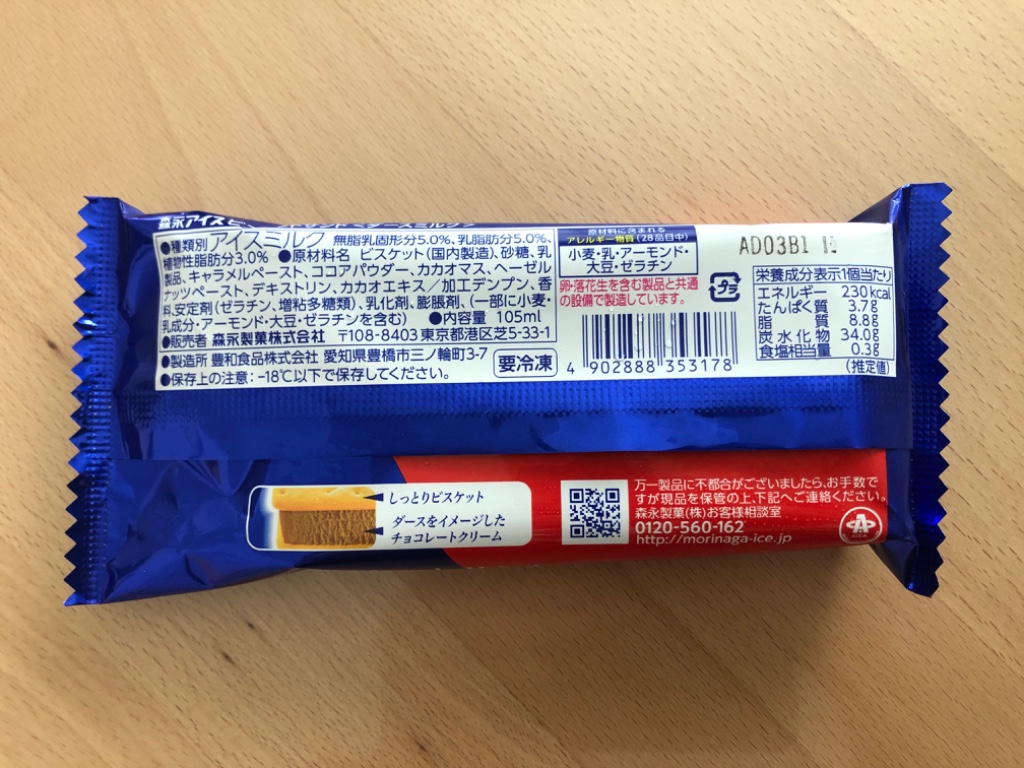 森永アイス
●種類別 アイスミルク 無脂乳固形分5.0%、乳脂肪分5.0%、
植物性脂肪分3.0% ●原材料名 ビスケット(国内製造)、砂糖、乳
製品、キャラメルペースト、ココアパウダー、カカオマス、ヘーゼル
ナッツペースト、デキストリン、カカオエキス/加工デンプン、香
料、安定剤(ゼラチン、増粘多糖類)、乳化剤、膨脹剤、(一部に小麦・
乳成分・アーモンド・大豆・ゼラチンを含む) ●内容量 105ml
●販売者 森永製菓株式会社 〒108-8403 東京都港区芝5-33-1
●製造所 豊和食品株式会社 愛知県豊橋市三ノ輪町3-7
●保存上の注意:-18℃以下で保存してください。
要冷凍
原材料に含まれる
アレルギー物質(28品目中)
小麦・乳・アーモンド・
大豆・ゼラチン
卵・落花生を含む製品と共通
の設備で製造しています。
プラ
4 902888 353178
AD03B1
栄養成分表示1個当たり
エネルギー 230kcal
たんぱく質 3.7g
脂質 8.8g
炭水化物 34.0g
食塩相当量 0.3g
(推定値)
しっとりビスケット
ダースをイメージした
チョコレートクリーム
万一製品に不都合がございましたら、お手数で
すが現品を保管の上、下記へご連絡ください。
森永製菓(株)お客様相談室
0120-560-162
http://morinaga-ice.jp